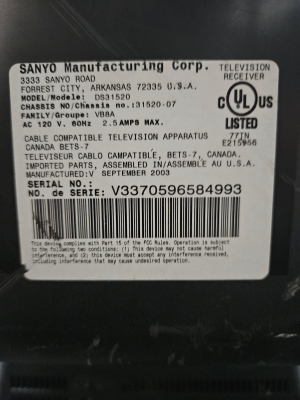 SANYO Manufacturing Corp.
3333 SANYO ROAD
FORREST CITY, ARKANSAS 72335 U.S.A.
MODEL/Modele: DS31520
CHASSIS NO/Chassis no.:31520-07
FAMILY/Groupe: VB8A
AC 120 V. 60Hz 2.5 AMPS MAX.
TELEVISION
RECEIVER
C UL US
LISTED
77JN
E215956
CABLE COMPATIBLE TELEVISION APPARATUS
CANADA BETS-7
TELEVISEUR CABLO CAMPATIBLE, BETS-7, CANADA.
IMPORTED PARTS, ASSEMBLED IN/ASSEMBLE AU U.S.A.
MANUFACTURED:V SEPTEMBER 2003
SERIAL NO.:
NO. de SERIE: V3370596584993
This device complies with Part 15 of the FCC Rules. Operation is subject to
the following two conditions: (1) this device may not cause harmful
interference, and (2) this device must accept any interference received,
including interference that may cause undesired operation.